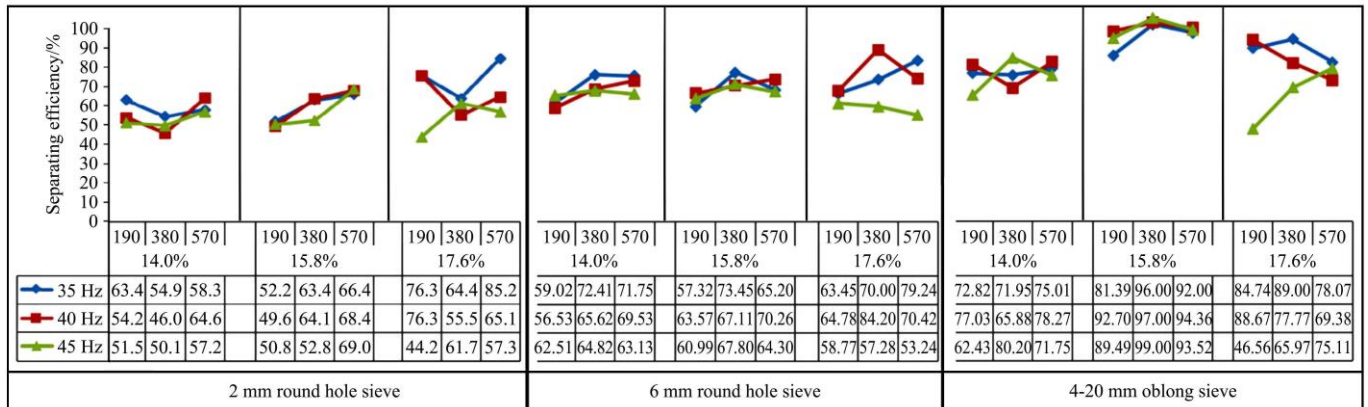 Separating efficiency/%
100
90
80
70
60
50
40
30
20
10
0
190 380 570 190 380 570 190 380 570 190 380 570 190 380 570 190 380 570 190 380 570 190 380 570 190 380 570
14.0% 15.8% 17.6% 14.0% 15.8% 17.6% 14.0% 15.8% 17.6%
35 Hz 63.4 54.9 58.3 52.2 63.4 66.4 76.3 64.4 85.2 59.02 72.41 71.75 57.32 73.45 65.20 63.45 70.00 79.24 72.82 71.95 75.01 81.39 96.00 92.00 84.74 89.00 78.07
40 Hz 54.2 46.0 64.6 49.6 64.1 68.4 76.3 55.5 65.1 56.53 65.62 69.53 63.57 67.11 70.26 64.78 84.20 70.42 77.03 65.88 78.27 92.70 97.00 94.36 88.67 77.77 69.38
45 Hz 51.5 50.1 57.2 50.8 52.8 69.0 44.2 61.7 57.3 62.51 64.82 63.13 60.99 67.80 64.30 58.77 57.28 53.24 62.43 80.20 71.75 89.49 99.00 93.52 46.56 65.97 75.11
2 mm round hole sieve 6 mm round hole sieve 4-20 mm oblong sieve